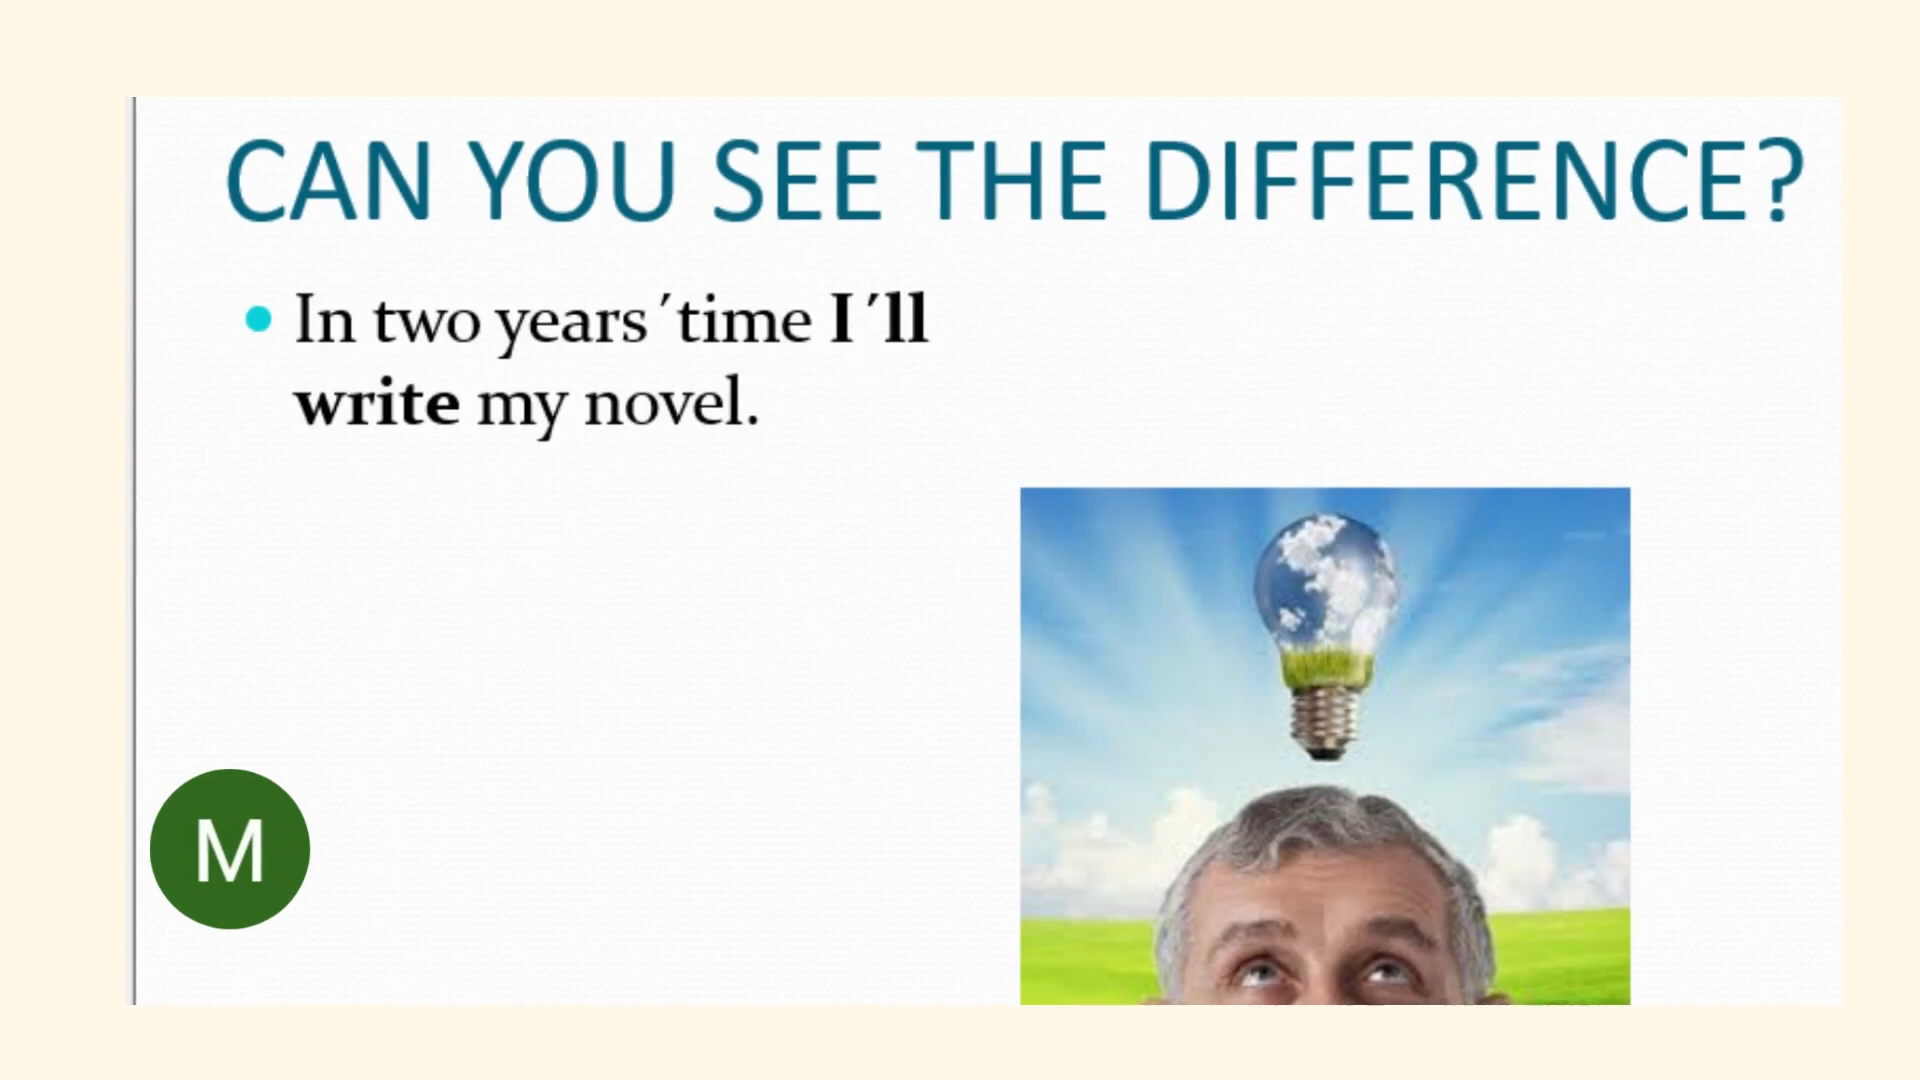 CAN YOU SEE THE DIFFERENCE?
In two years´time I´ll
write my novel.
M